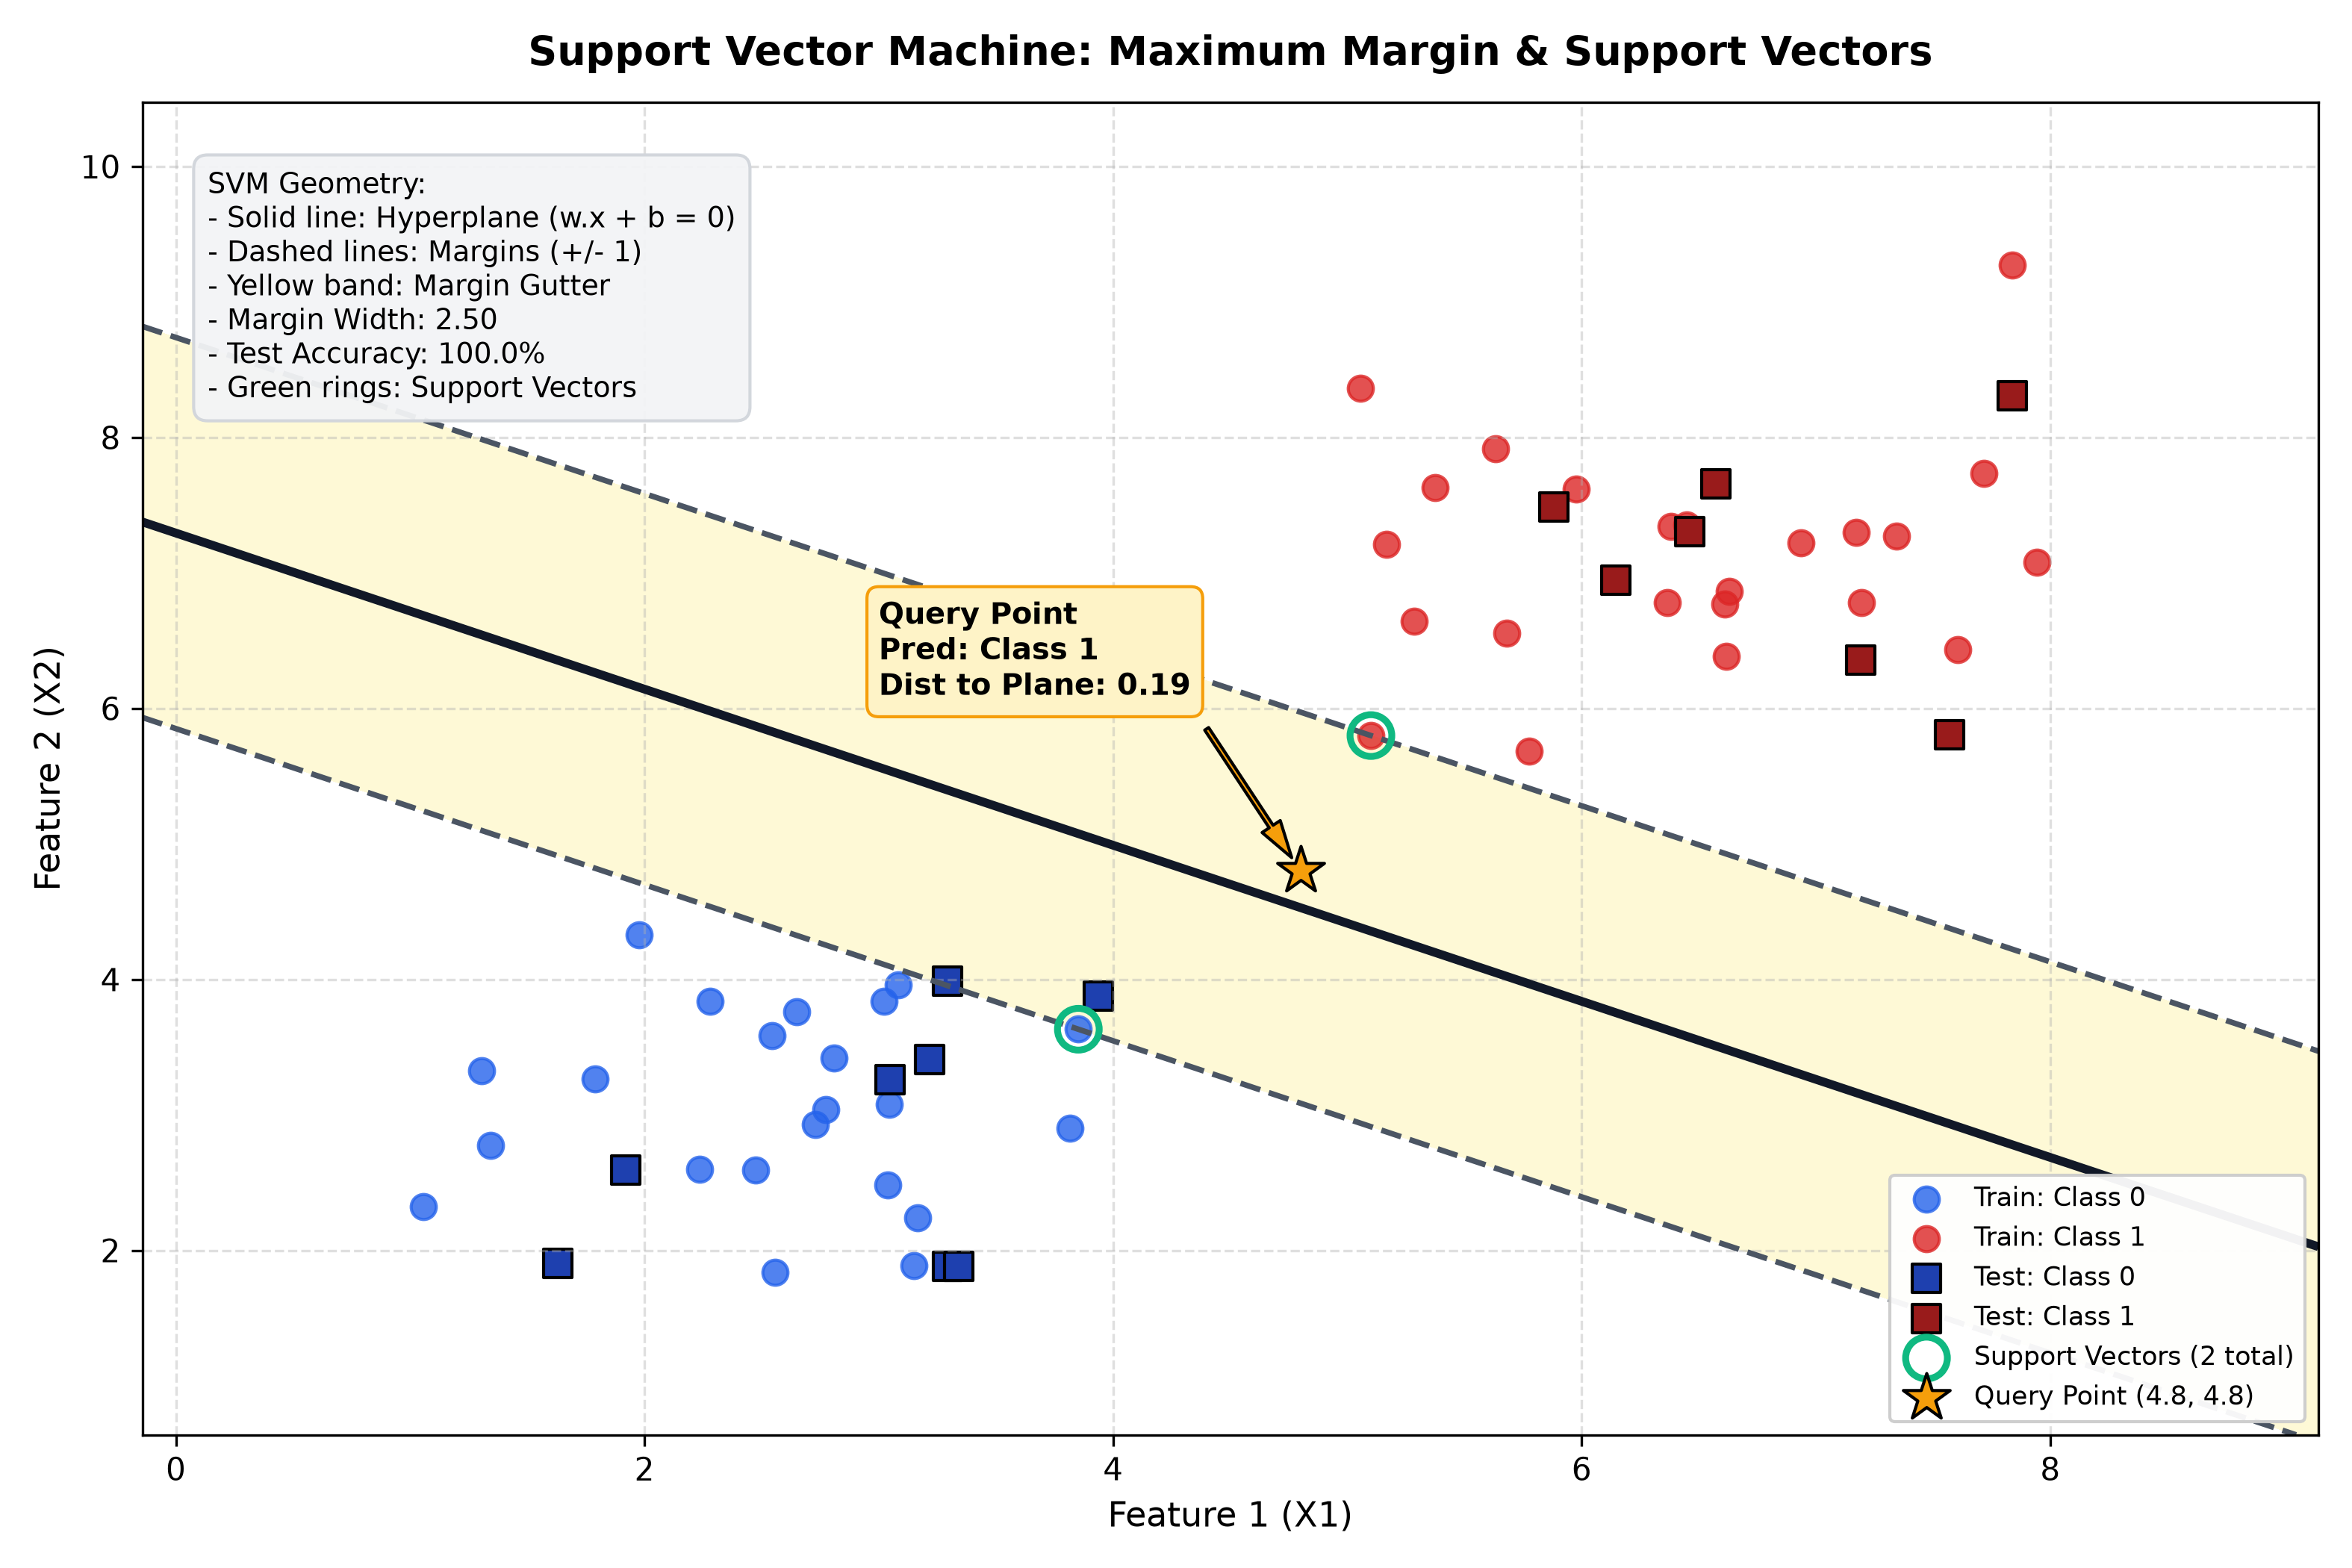 Support Vector Machine: Maximum Margin & Support Vectors
10
8
6
4
2
Feature 2 (X2)
SVM Geometry:
- Solid line: Hyperplane (w.x + b = 0)
- Dashed lines: Margins (+/- 1)
- Yellow band: Margin Gutter
- Margin Width: 2.50
- Test Accuracy: 100.0%
- Green rings: Support Vectors
Query Point
Pred: Class 1
Dist to Plane: 0.19
Train: Class 0
Train: Class 1
Test: Class 0
Test: Class 1
Support Vectors (2 total)
Query Point (4.8, 4.8)
0
2
4
6
8
Feature 1 (X1)